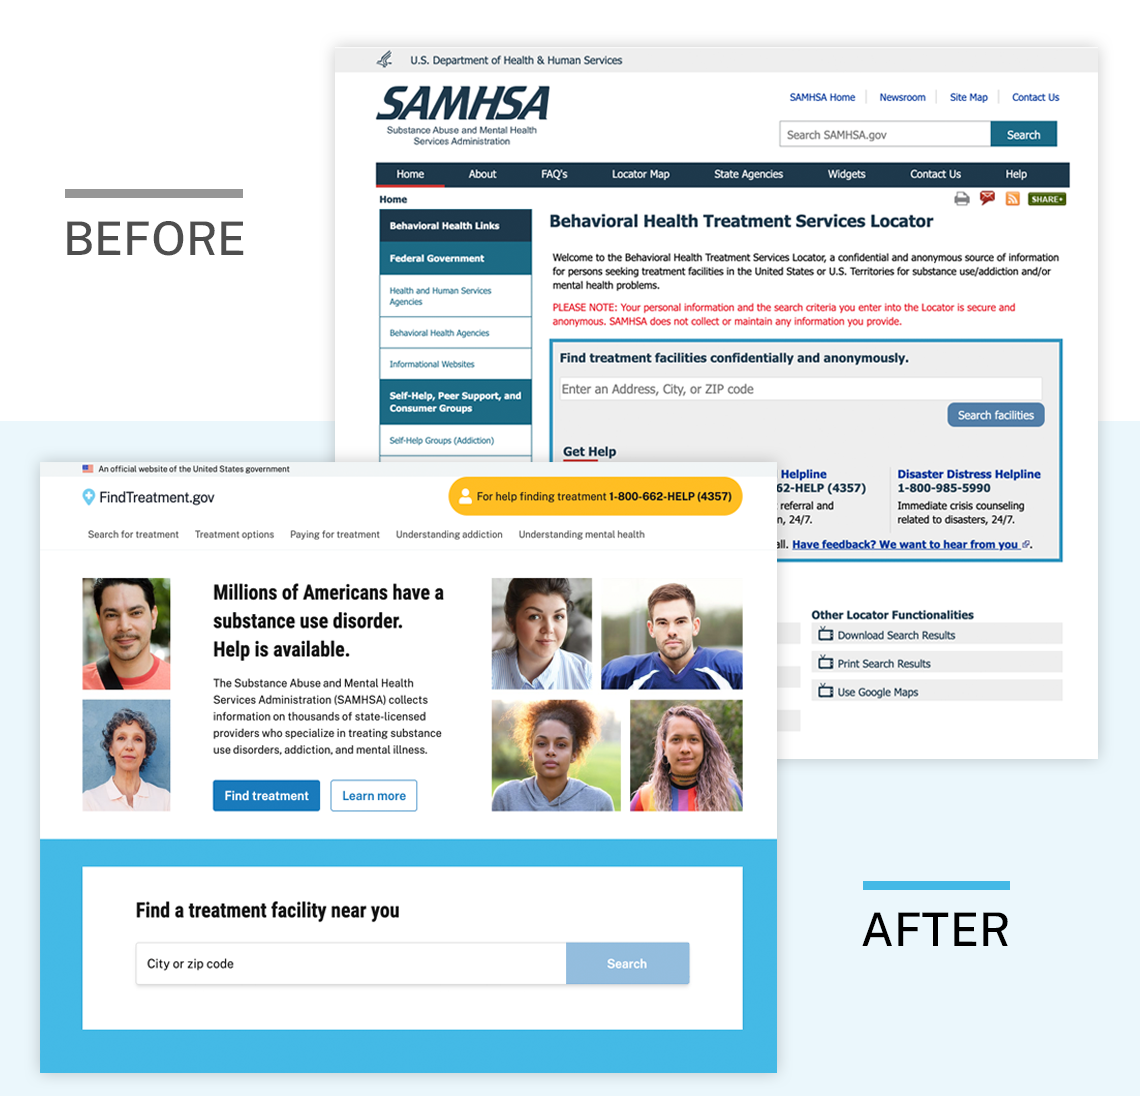 BEFORE
U.S. Department of Health & Human Services
SAMHSA
Substance Abuse and Mental Health
Services Administration
SAMHSA Home
Newsroom
Site Map
Contact Us
Search SAMHSA.gov
Search
Home
About
FAQ's
Locator Map
State Agencies
Widgets
Contact Us
Help
Home
SHARE+
Behavioral Health Links
Federal Government
Health and Human Services
Agencies
Behavioral Health Agencies
Informational Websites
Self-Help, Peer Support, and
Consumer Groups
Self-Help Groups (Addiction)
Behavioral Health Treatment Services Locator
Welcome to the Behavioral Health Treatment Services Locator, a confidential and anonymous source of information
for persons seeking treatment facilities in the United States or U.S. Territories for substance use/addiction and/or
mental health problems.
PLEASE NOTE: Your personal information and the search criteria you enter into the Locator is secure and
anonymous. SAMHSA does not collect or maintain any information you provide.
Find treatment facilities confidentially and anonymously.
Enter an Address, City, or ZIP code
Search facilities
Get Help
Helpline
62-HELP (4357)
referral and
n, 24/7.
Disaster Distress Helpline
1-800-985-5990
Immediate crisis counseling
related to disasters, 24/7.
all. Have feedback? We want to hear from you.
Other Locator Functionalities
Download Search Results
Print Search Results
Use Google Maps
An official website of the United States government
FindTreatment.gov
For help finding treatment 1-800-662-HELP (4357)
Search for treatment
Treatment options
Paying for treatment
Understanding addiction
Understanding mental health
Millions of Americans have a
substance use disorder.
Help is available.
The Substance Abuse and Mental Health
Services Administration (SAMHSA) collects
information on thousands of state-licensed
providers who specialize in treating substance
use disorders, addiction, and mental illness.
Find treatment
Learn more
Find a treatment facility near you
City or zip code
Search
AFTER